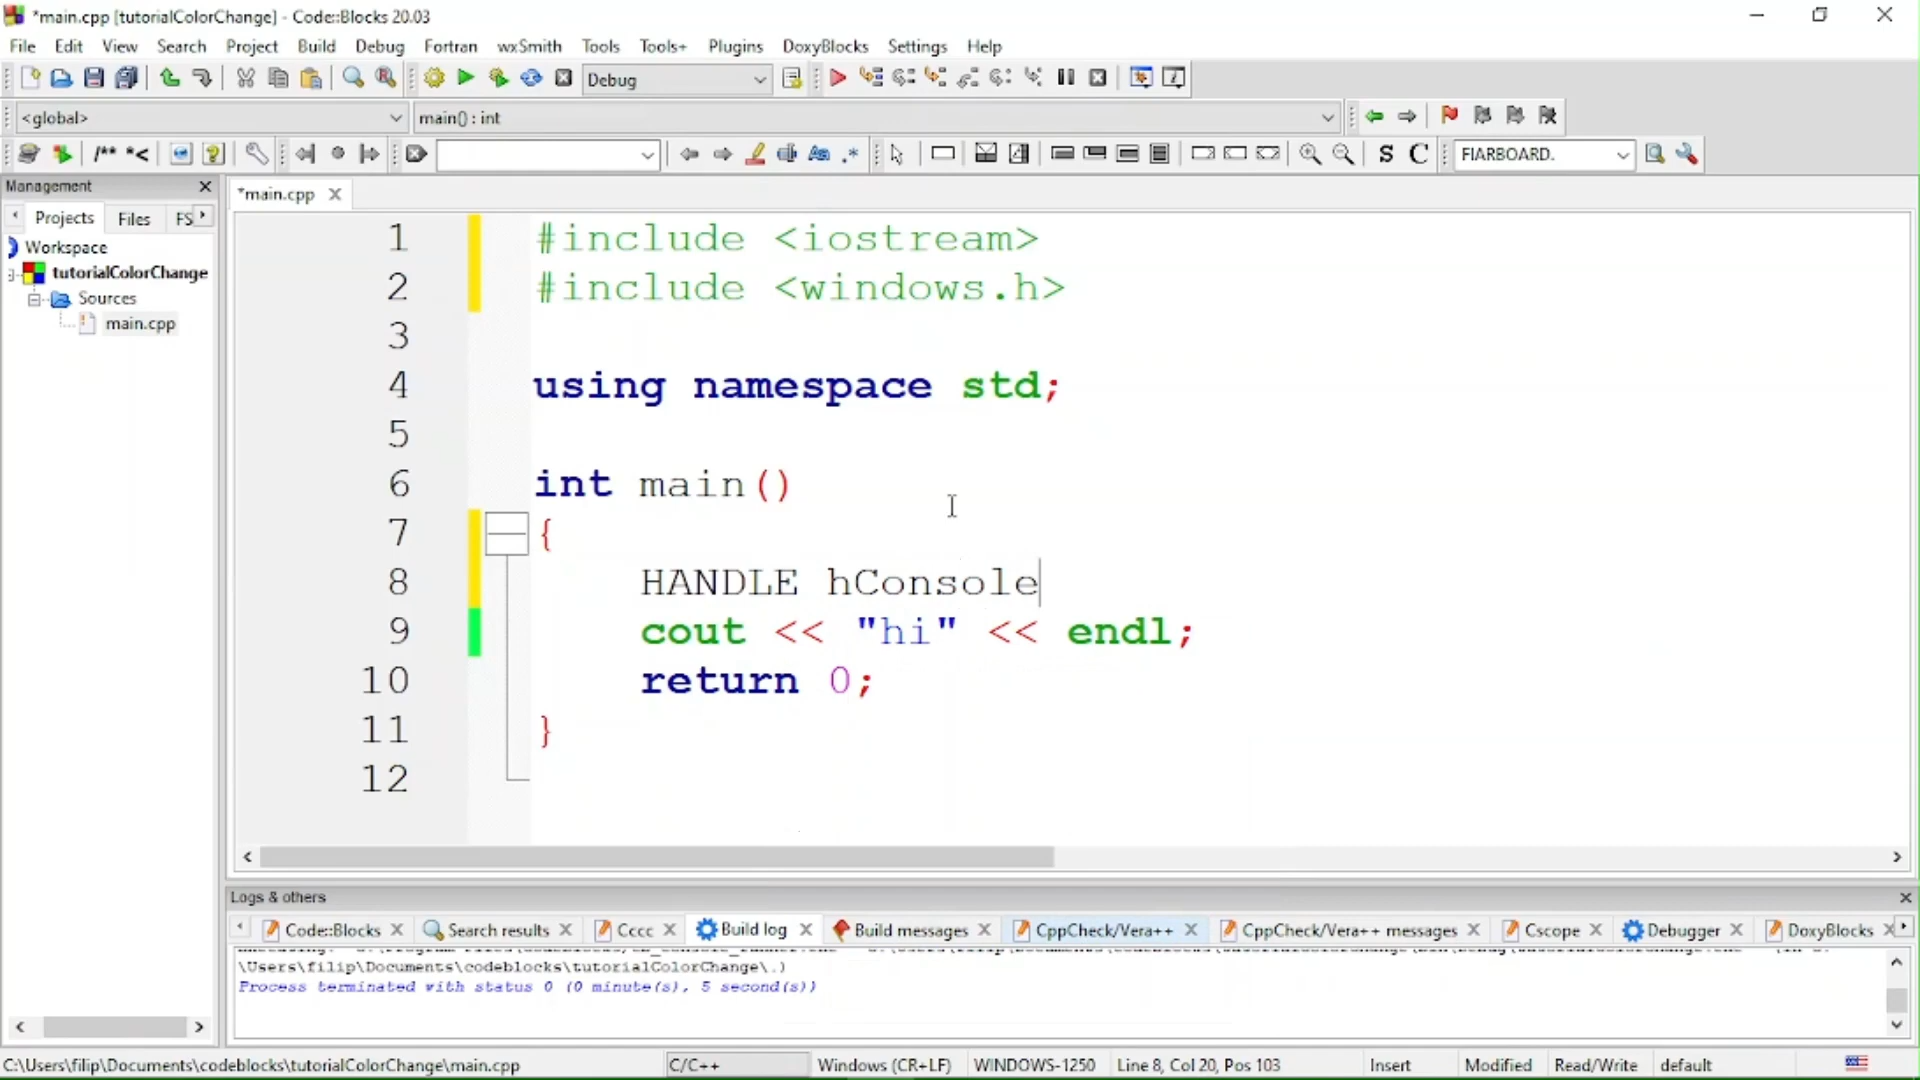 *main.cpp [tutorialColorChange] - Code::Blocks 20.03
File Edit View Search Project Build Debug Fortran wxSmith Tools Tools+ Plugins DoxyBlocks Settings Help
Debug
<global> main() : int
/** *< S C FIARBOARD.
Management
*main.cpp
Projects Files FS
Workspace
tutorialColorChange
Sources
main.cpp
1 #include <iostream>
2 #include <windows.h>
3
4 using namespace std;
5
6 int main()
7 {
8 HANDLE hConsole
9 cout << "hi" << endl;
10 return 0;
11 }
12
Logs & others
Code::Blocks Search results Cccc Build log Build messages CppCheck/Vera++ CppCheck/Vera++ messages Cscope Debugger DoxyBlocks
\Users\filip\Documents\codeblocks\tutorialColorChange\.)
Process terminated with status 0 (0 minute(s), 5 second(s))
C:\Users\filip\Documents\codeblocks\tutorialColorChange\main.cpp C/C++ Windows (CR+LF) WINDOWS-1250 Line 8, Col 20, Pos 103 Insert Modified Read/Write default